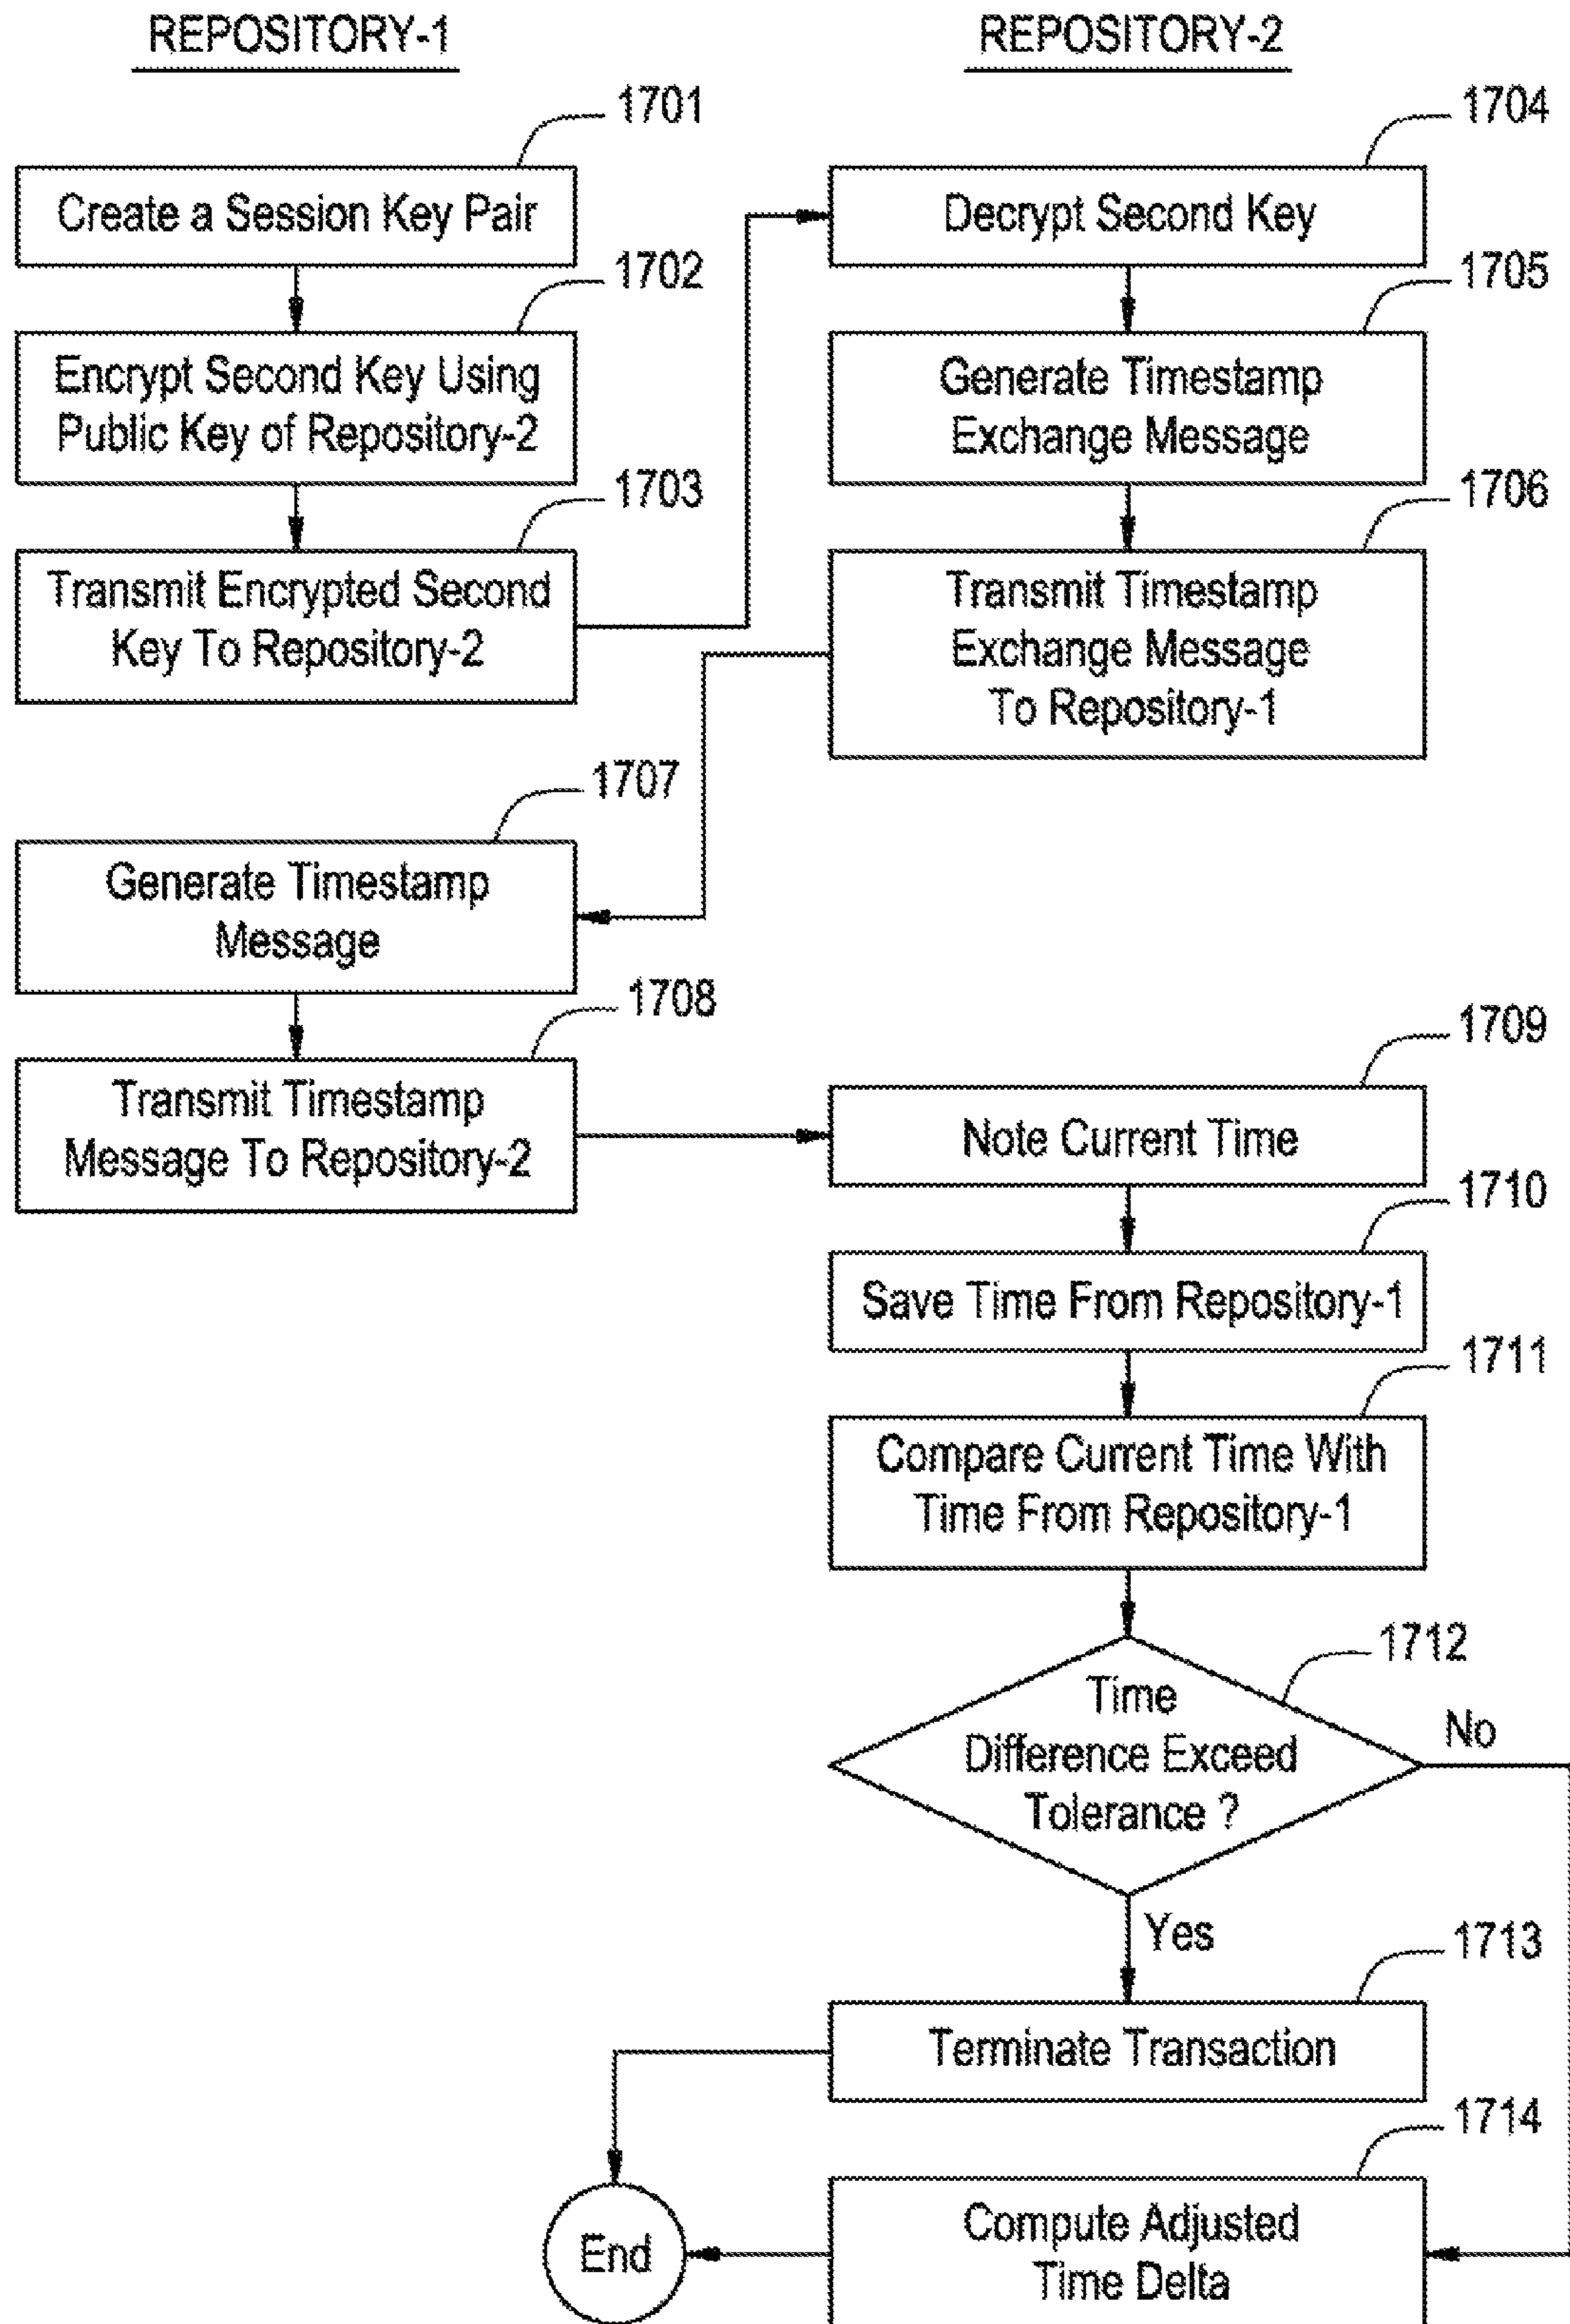 REPOSITORY-1
REPOSITORY-2
1701
Create a Session Key Pair
1702
Encrypt Second Key Using
Public Key of Repository-2
1703
Transmit Encrypted Second
Key To Repository-2
1704
Decrypt Second Key
1705
Generate Timestamp
Exchange Message
1706
Transmit Timestamp
Exchange Message
To Repository-1
1707
Generate Timestamp
Message
1708
Transmit Timestamp
Message To Repository-2
1709
Note Current Time
1710
Save Time From Repository-1
1711
Compare Current Time With
Time From Repository-1
1712
Time
Difference Exceed
Tolerance ?
No
Yes
1713
Terminate Transaction
1714
Compute Adjusted
Time Delta
End